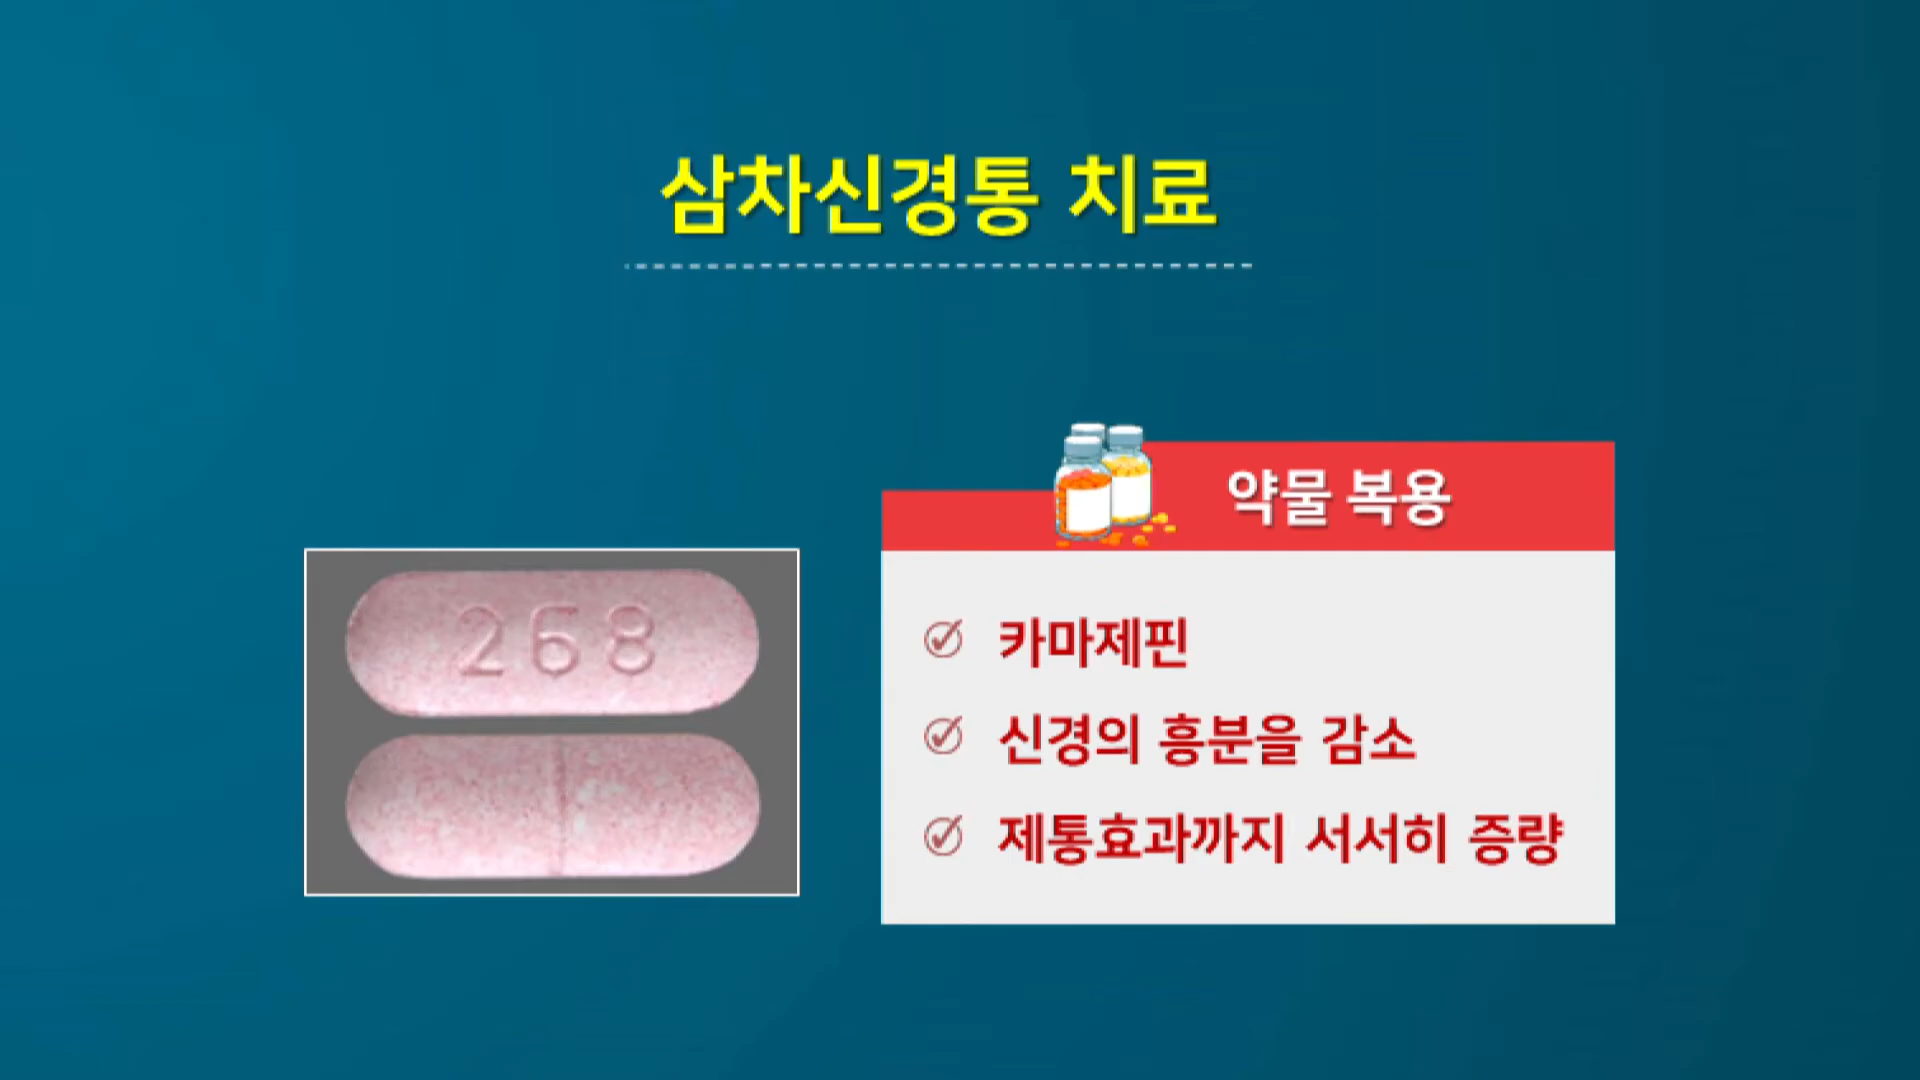 삼차신경통 치료
약물 복용
268
카마제핀
신경의 흥분을 감소
제통효과까지 서서히 증량